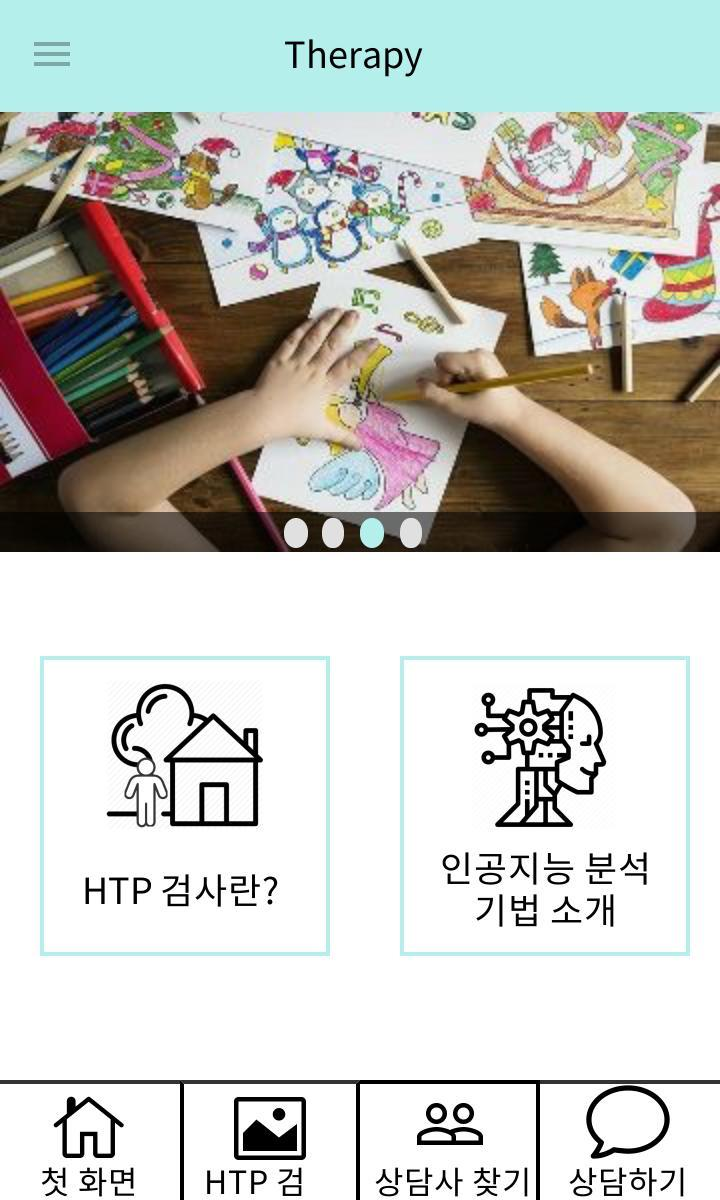 Therapy
HTP 검사란?
인공지능 분석
기법 소개
첫 화면
HTP 검
상담사 찾기
상담하기